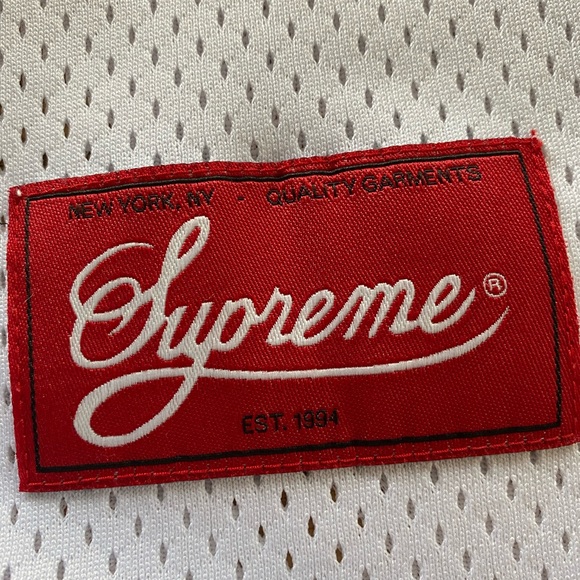 NEW YORK, NY - QUALITY GARMENTS
Supreme®
EST. 1994